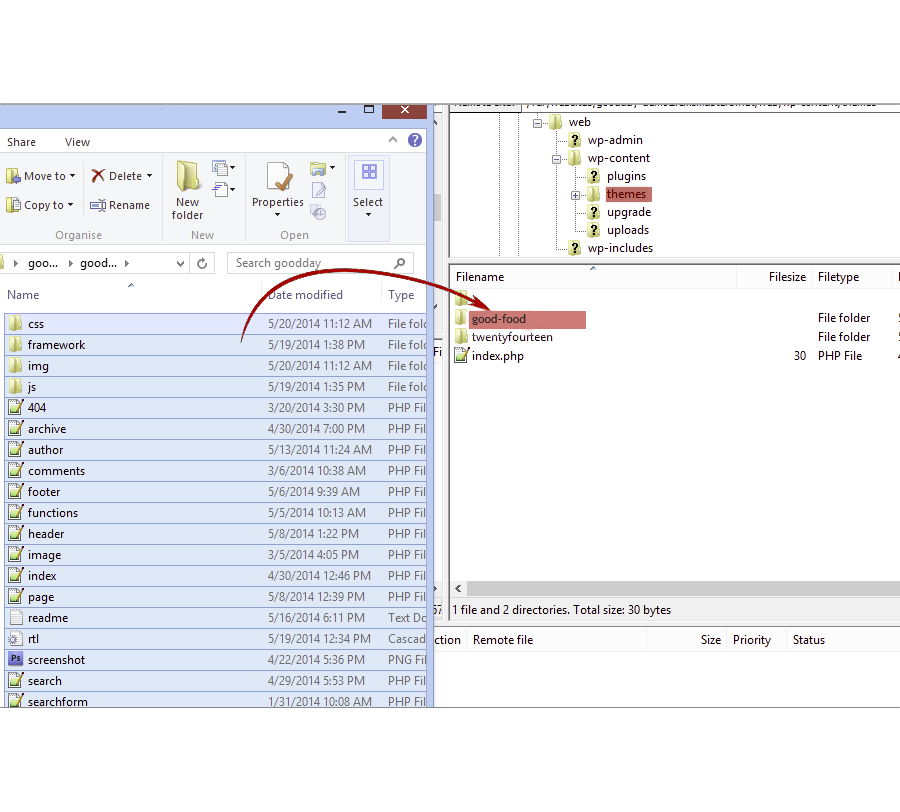 Share View
Move to Delete
Copy to Rename
New folder
Properties
Select
Organise New Open
goo... good... Search goodday
Name Date modified Type
css 5/20/2014 11:12 AM File fol
framework 5/19/2014 1:38 PM File fol
img 5/20/2014 11:12 AM File fol
js 5/19/2014 1:35 PM File fol
404 3/20/2014 3:30 PM PHP Fil
archive 4/30/2014 7:00 PM PHP Fil
author 5/13/2014 11:24 AM PHP Fil
comments 3/6/2014 10:38 AM PHP Fil
footer 5/6/2014 9:39 AM PHP Fil
functions 5/5/2014 10:13 AM PHP Fil
header 5/8/2014 1:22 PM PHP Fil
image 3/5/2014 4:05 PM PHP Fil
index 4/30/2014 12:46 PM PHP Fil
page 5/8/2014 12:39 PM PHP Fil
readme 5/16/2014 6:11 PM Text Do
rtl 5/19/2014 12:34 PM Cascad
Ps screenshot 4/22/2014 5:36 PM PNG Fil
search 4/29/2014 5:53 PM PHP Fil
searchform 1/31/2014 10:08 AM PHP Fil
web
wp-admin
wp-content
plugins
themes
upgrade
uploads
wp-includes
Filename Filesize Filetype
..
good-food File folder
twentyfourteen File folder
index.php 30 PHP File
1 file and 2 directories. Total size: 30 bytes
ction Remote file Size Priority Status